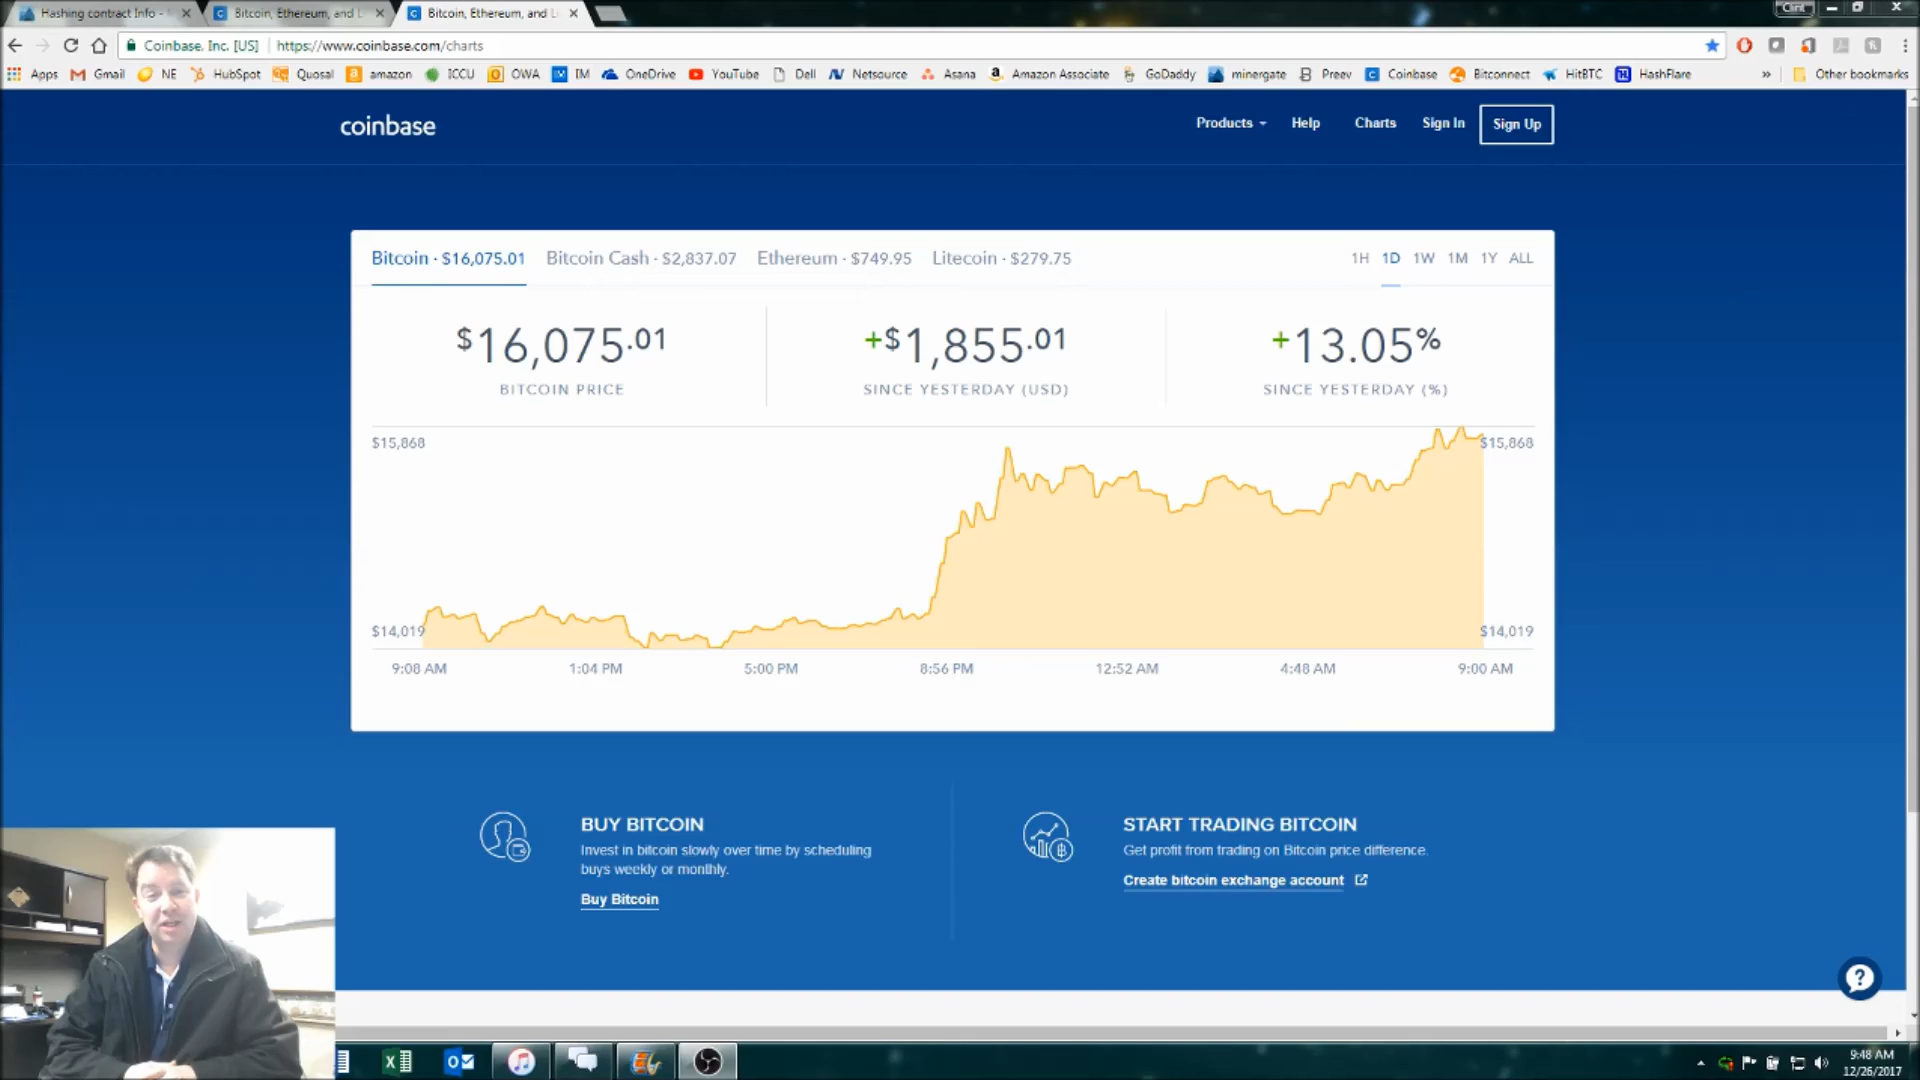 Hashing contract Info -
Bitcoin, Ethereum, and L
Bitcoin, Ethereum, and L
Clint
Coinbase, Inc. [US]
https://www.coinbase.com/charts
Apps
Gmail
NE
HubSpot
Quosal
amazon
ICCU
OWA
IM
OneDrive
YouTube
Dell
Netsource
Asana
Amazon Associate
GoDaddy
minergate
Preev
Coinbase
Bitconnect
HitBTC
HashFlare
»
Other bookmarks
coinbase
Products
Help
Charts
Sign In
Sign Up
Bitcoin · $16,075.01
Bitcoin Cash · $2,837.07
Ethereum · $749.95
Litecoin · $279.75
1H 1D 1W 1M 1Y ALL
$16,075.01
+$1,855.01
+13.05%
BITCOIN PRICE
SINCE YESTERDAY (USD)
SINCE YESTERDAY (%)
$15,868
$15,868
$14,019
$14,019
9:08 AM
1:04 PM
5:00 PM
8:56 PM
12:52 AM
4:48 AM
9:00 AM
BUY BITCOIN
Invest in bitcoin slowly over time by scheduling
buys weekly or monthly.
Buy Bitcoin
START TRADING BITCOIN
Get profit from trading on Bitcoin price difference.
Create bitcoin exchange account
9:48 AM
12/26/2017